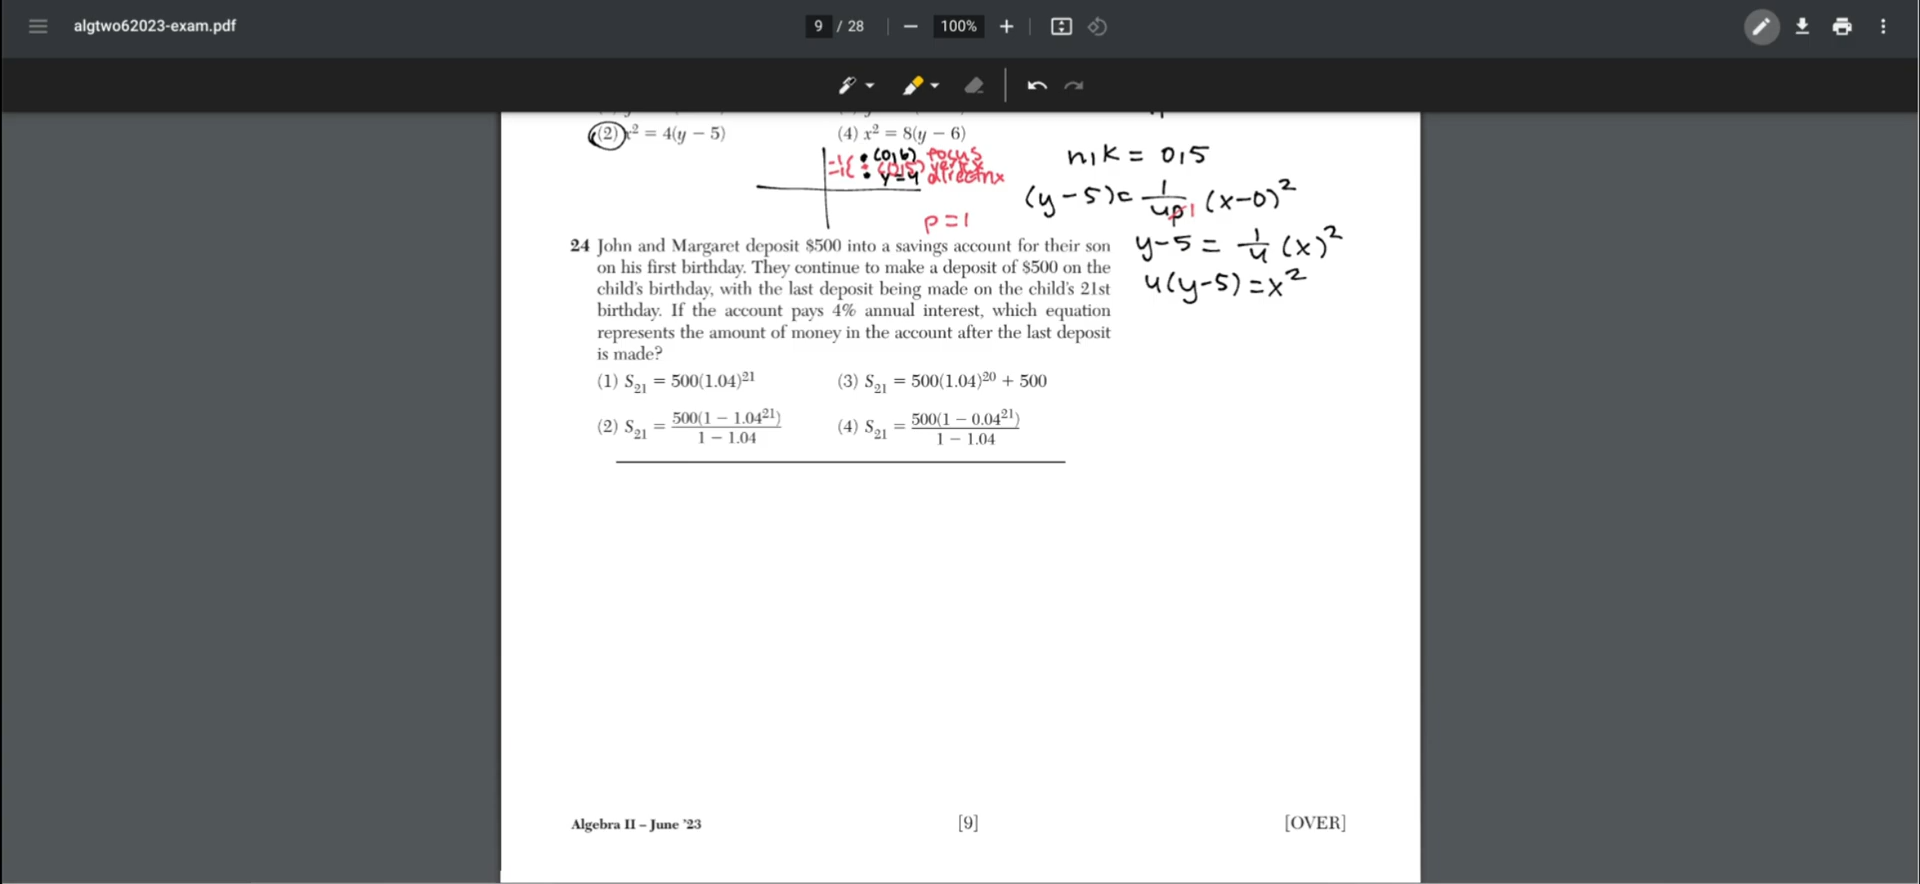 algtwo62023-exam.pdf
9 / 28
100%
(2) x² = 4(y − 5)
(4) x² = 8(y − 6)
(0,6) focus
(0,5) vertex
y=4 directrix
p=1
h,k = 0,5
(y-5)= 1/4p (x-0)²
1
y-5 = 1/4 (x)²
4(y-5)=x²
24 John and Margaret deposit $500 into a savings account for their son
on his first birthday. They continue to make a deposit of $500 on the
child's birthday, with the last deposit being made on the child's 21st
birthday. If the account pays 4% annual interest, which equation
represents the amount of money in the account after the last deposit
is made?
(1) S₂₁ = 500(1.04)²¹
(3) S₂₁ = 500(1.04)²⁰ + 500
(2) S₂₁ = 500(1 − 1.04²¹) / 1 − 1.04
(4) S₂₁ = 500(1 − 0.04²¹) / 1 − 1.04
Algebra II – June '23
[9]
[OVER]